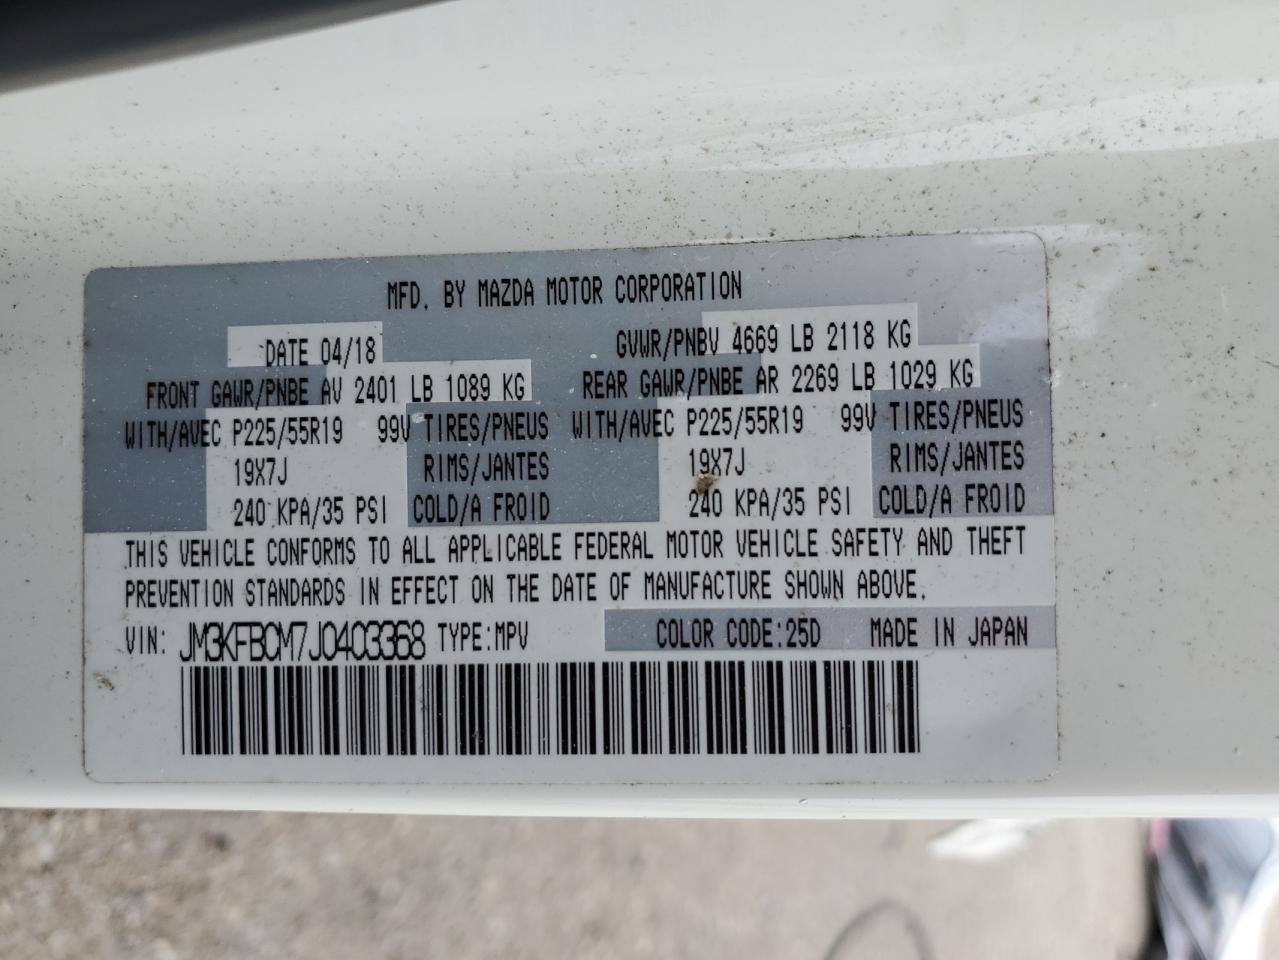 MFD. BY MAZDA MOTOR CORPORATION
DATE 04/18 GVWR/PNBV 4669 LB 2118 KG
FRONT GAWR/PNBE AV 2401 LB 1089 KG REAR GAWR/PNBE AR 2269 LB 1029 KG
WITH/AVEC P225/55R19 99V TIRES/PNEUS WITH/AVEC P225/55R19 99V TIRES/PNEUS
19X7J RIMS/JANTES 19X7J RIMS/JANTES
240 KPA/35 PSI COLD/A FROID 240 KPA/35 PSI COLD/A FROID
THIS VEHICLE CONFORMS TO ALL APPLICABLE FEDERAL MOTOR VEHICLE SAFETY AND THEFT
PREVENTION STANDARDS IN EFFECT ON THE DATE OF MANUFACTURE SHOWN ABOVE.
VIN: JM3KFBCM7J0403368 TYPE:MPV COLOR CODE:25D MADE IN JAPAN